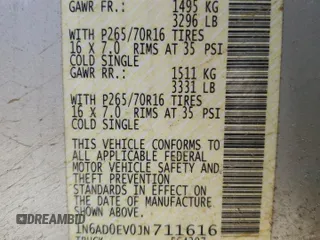 GAWR FR.: 1495 KG
3296 LB
WITH P265/70R16 TIRES
16 X 7.0 RIMS AT 35 PSI
COLD SINGLE
GAWR RR.: 1511 KG
3331 LB
WITH P265/70R16 TIRES
16 X 7.0 RIMS AT 35 PSI
COLD SINGLE
THIS VEHICLE CONFORMS TO
ALL APPLICABLE FEDERAL
MOTOR VEHICLE SAFETY AND
THEFT PREVENTION
STANDARDS IN EFFECT ON
THE DATE OF MANUFACTURE
SHOWN ABOVE.
1N6AD0EV0JN711616
TRUCK
DREAMBID